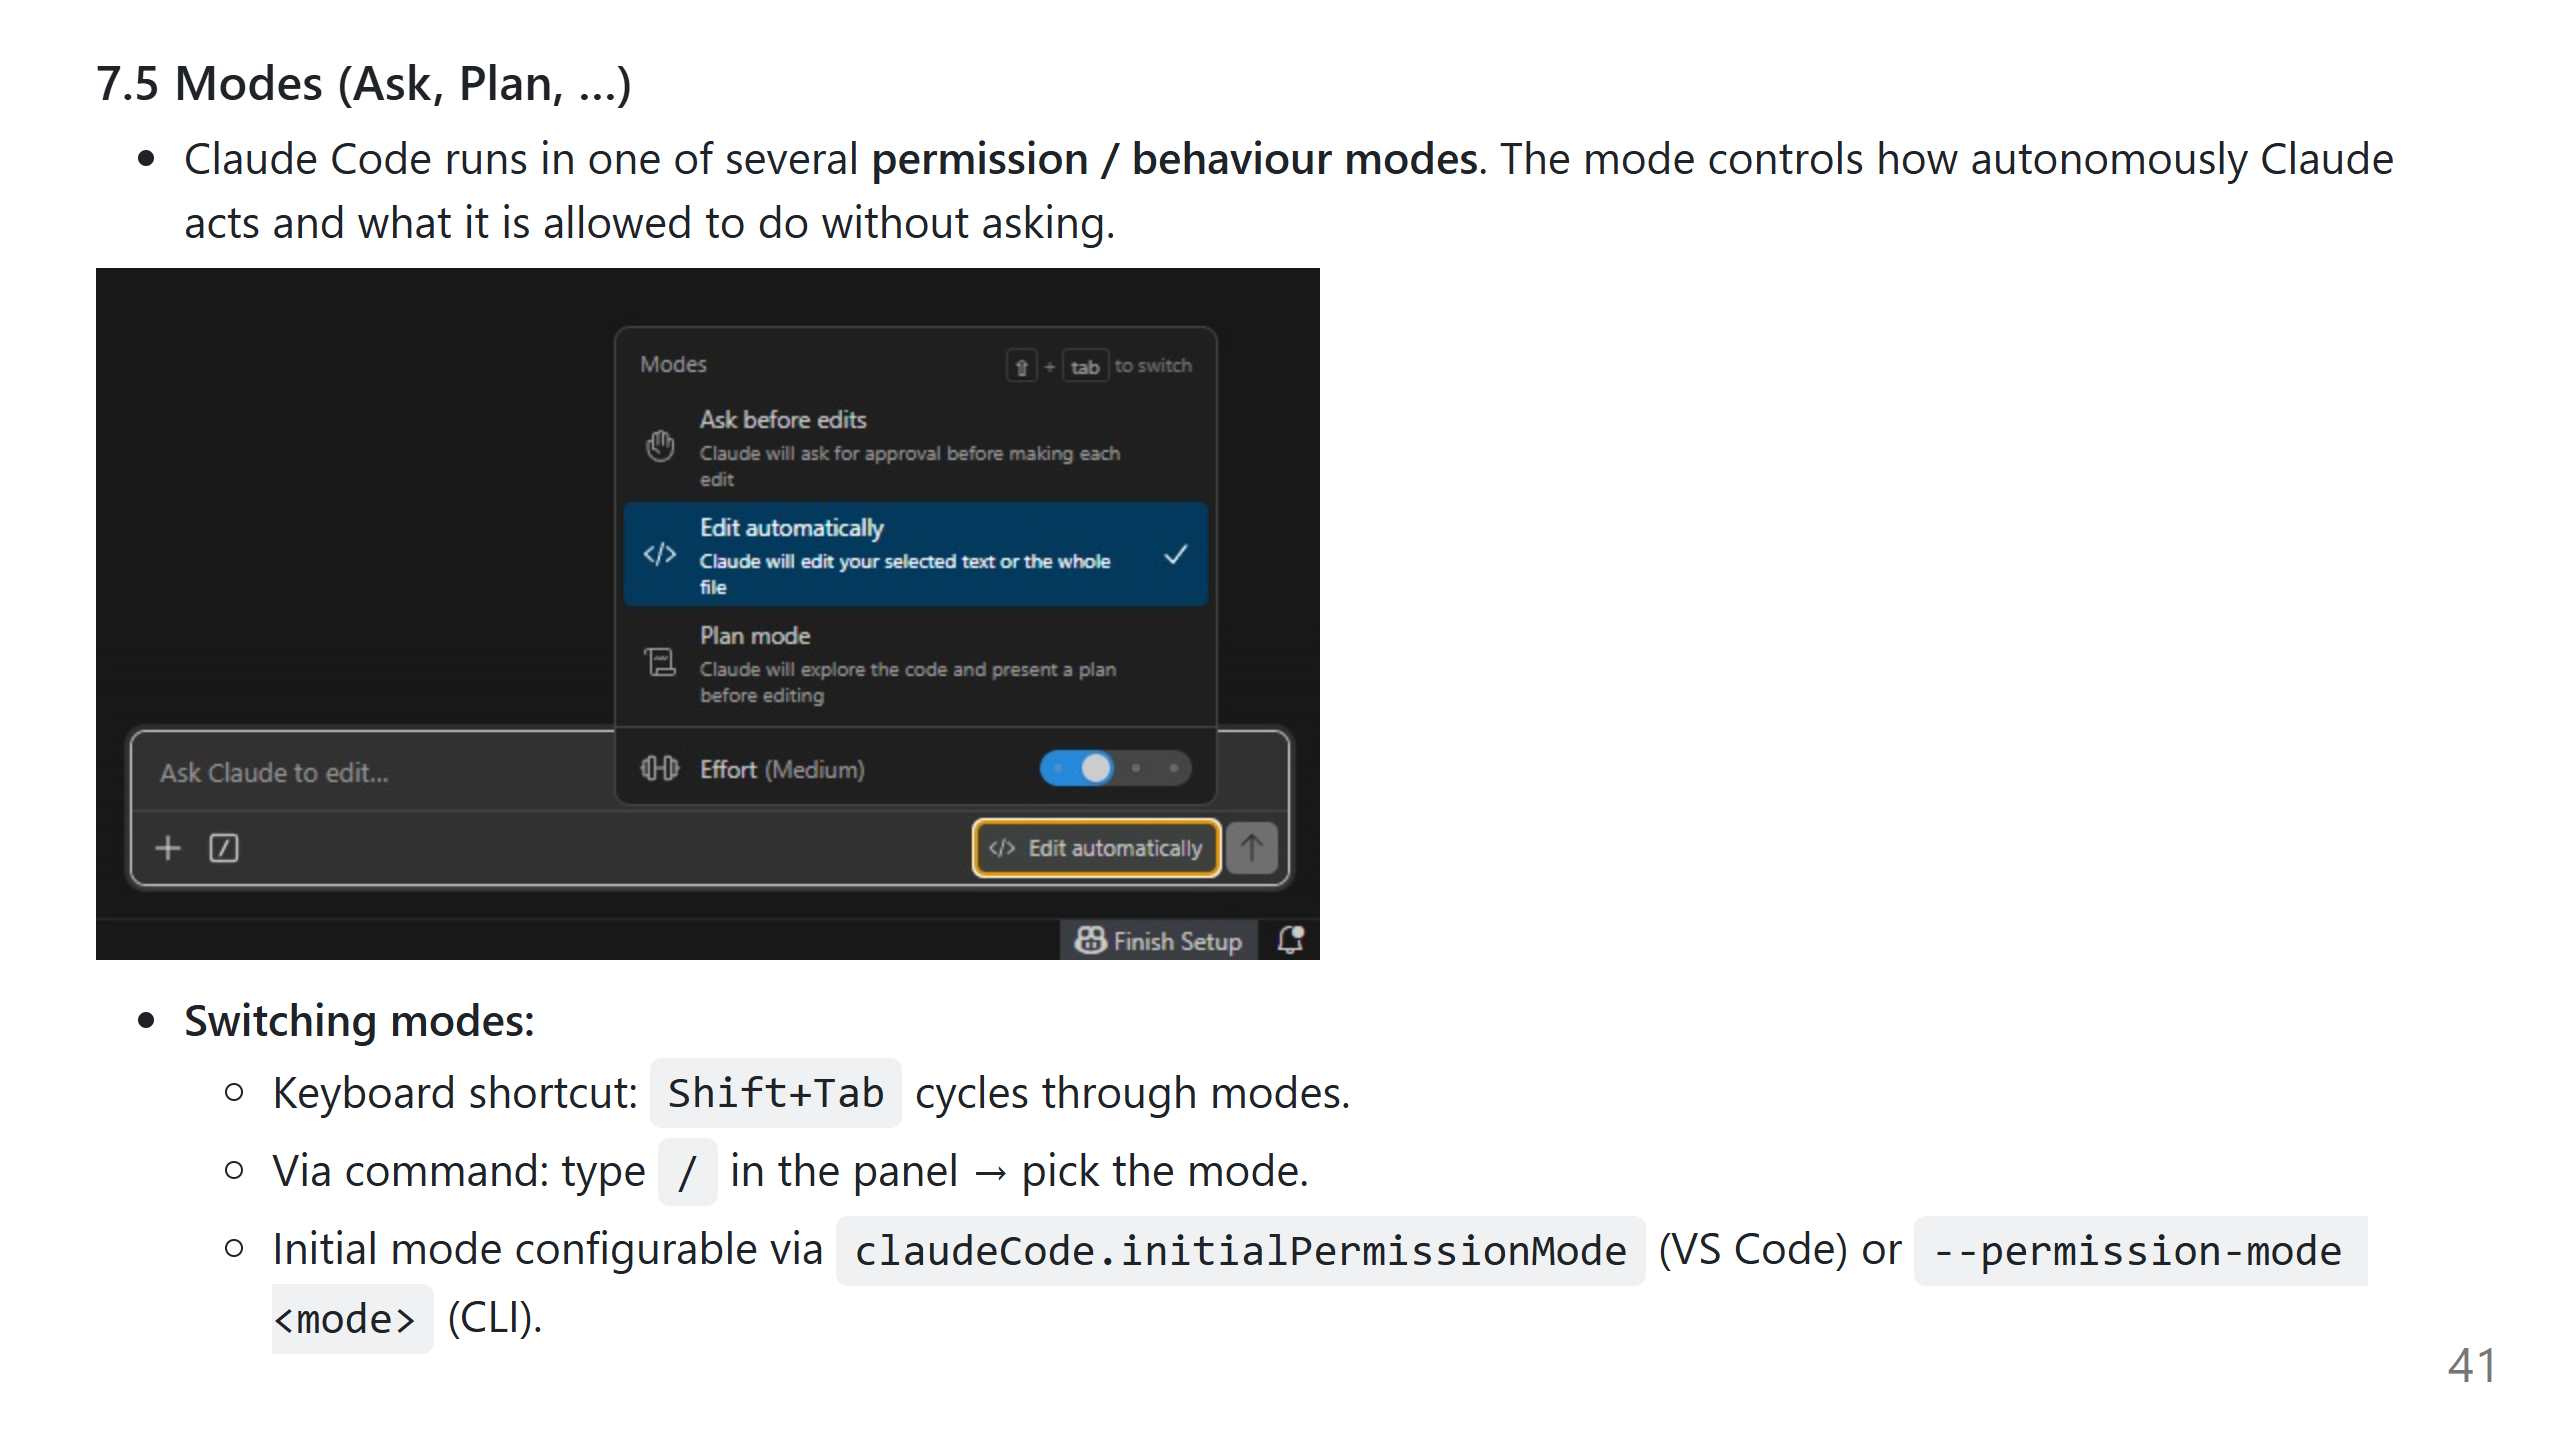 7.5 Modes (Ask, Plan, ...)
• Claude Code runs in one of several permission / behaviour modes. The mode controls how autonomously Claude
acts and what it is allowed to do without asking.
Modes ⇧ + tab to switch
Ask before edits
Claude will ask for approval before making each
edit
Edit automatically
Claude will edit your selected text or the whole
file
Plan mode
Claude will explore the code and present a plan
before editing
Effort (Medium)
Ask Claude to edit...
</> Edit automatically
Finish Setup
• Switching modes:
○ Keyboard shortcut: Shift+Tab cycles through modes.
○ Via command: type / in the panel → pick the mode.
○ Initial mode configurable via claudeCode.initialPermissionMode (VS Code) or --permission-mode
<mode> (CLI).
41